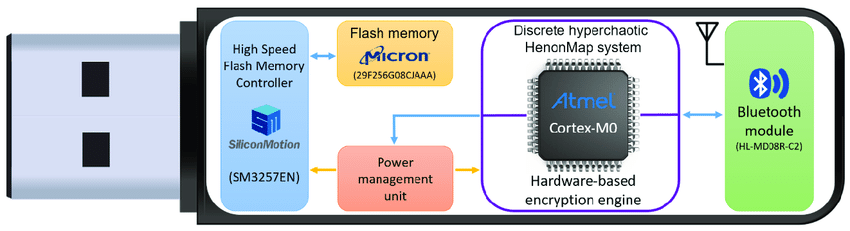 High Speed
Flash Memory
Controller
SiliconMotion
(SM3257EN)
Flash memory
Micron
(29F256G08CJAAA)
Power
management
unit
Discrete hyperchaotic
HenonMap system
Atmel
Cortex-M0
Hardware-based
encryption engine
Bluetooth
module
(HL-MD08R-C2)